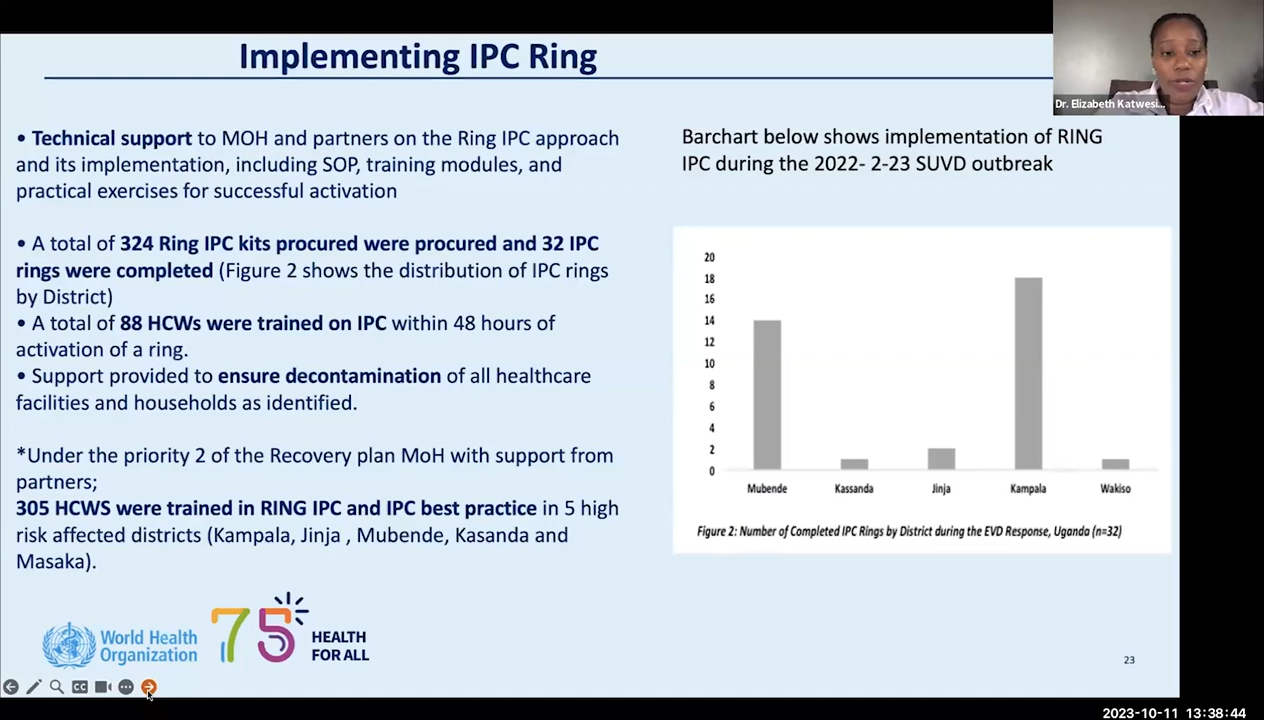 Implementing IPC Ring
Dr. Elizabeth Katwesi...
• Technical support to MOH and partners on the Ring IPC approach
and its implementation, including SOP, training modules, and
practical exercises for successful activation
• A total of 324 Ring IPC kits procured were procured and 32 IPC
rings were completed (Figure 2 shows the distribution of IPC rings
by District)
• A total of 88 HCWs were trained on IPC within 48 hours of
activation of a ring.
• Support provided to ensure decontamination of all healthcare
facilities and households as identified.
*Under the priority 2 of the Recovery plan MoH with support from
partners;
305 HCWS were trained in RING IPC and IPC best practice in 5 high
risk affected districts (Kampala, Jinja , Mubende, Kasanda and
Masaka).
Barchart below shows implementation of RING
IPC during the 2022- 2-23 SUVD outbreak
20
18
16
14
12
10
8
6
4
2
0
Mubende Kassanda Jinja Kampala Wakiso
Figure 2: Number of Completed IPC Rings by District during the EVD Response, Uganda (n=32)
World Health
Organization
75
HEALTH
FOR ALL
23
CC
2023-10-11 13:38:44